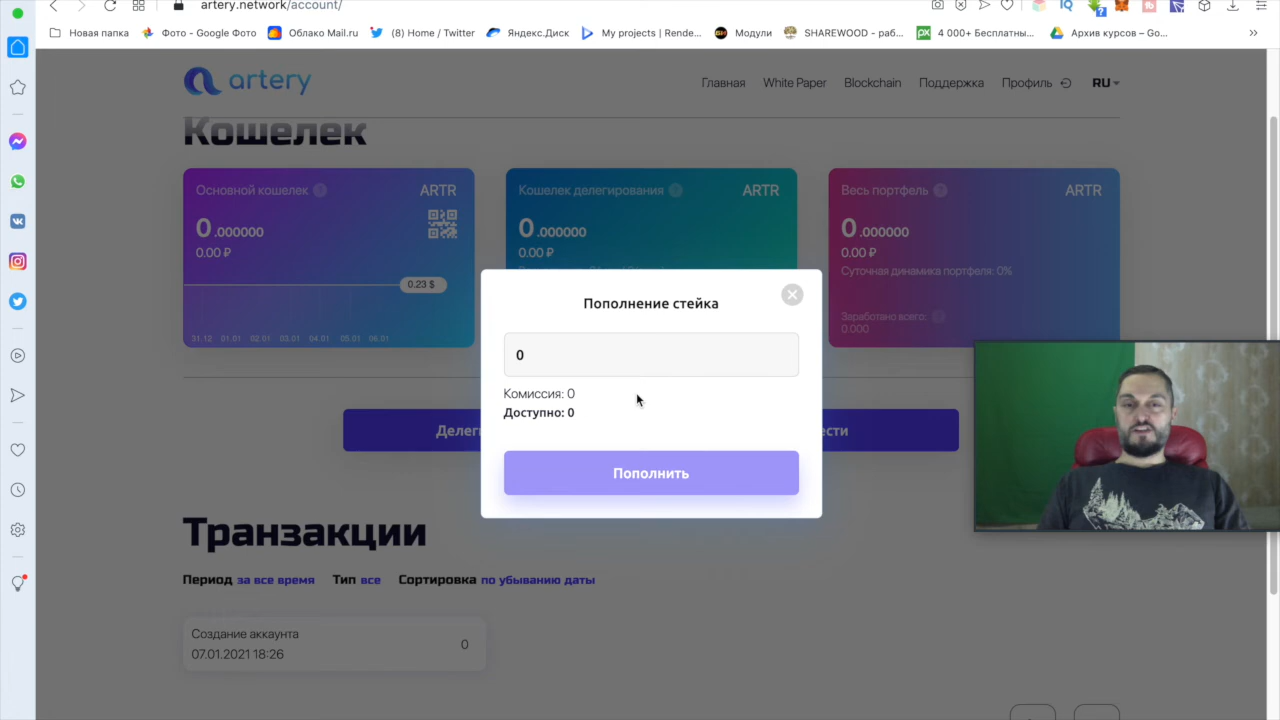 artery.network/account/
Новая папка
Фото - Google Фото
Облако Mail.ru
(8) Home / Twitter
Яндекс.Диск
My projects | Rende...
Модули
SHAREWOOD - раб...
4 000+ Бесплатны...
Архив курсов – Go...
artery
Главная
White Paper
Blockchain
Поддержка
Профиль
RU
Кошелек
Основной кошелек
ARTR
0.000000
0.00 ₽
0.23 $
31.12 01.01 02.01 03.01 04.01 05.01 06.01
Кошелек делегирования
ARTR
0.000000
0.00 ₽
Весь портфель
ARTR
0.000000
0.00 ₽
Суточная динамика портфеля: 0%
Заработано всего:
0.000
Пополнение стейка
0
Комиссия: 0
Доступно: 0
Пополнить
Транзакции
Период за все время Тип все Сортировка по убыванию даты
Создание аккаунта
07.01.2021 18:26
0